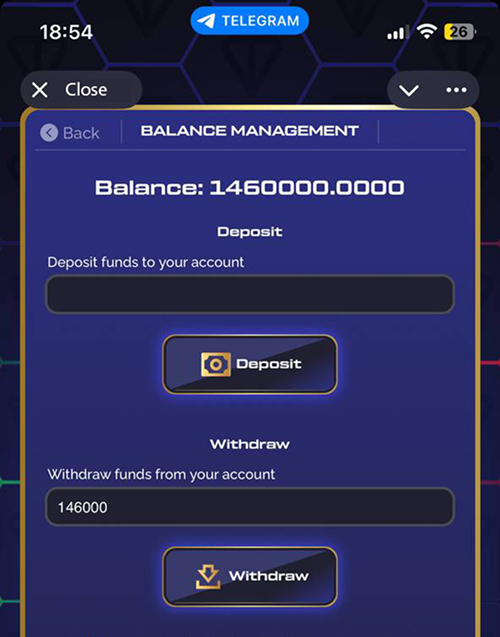 TELEGRAM
18:54
26
Close
Back
BALANCE MANAGEMENT
Balance: 1460000.0000
Deposit
Deposit funds to your account
Deposit
Withdraw
Withdraw funds from your account
146000
Withdraw